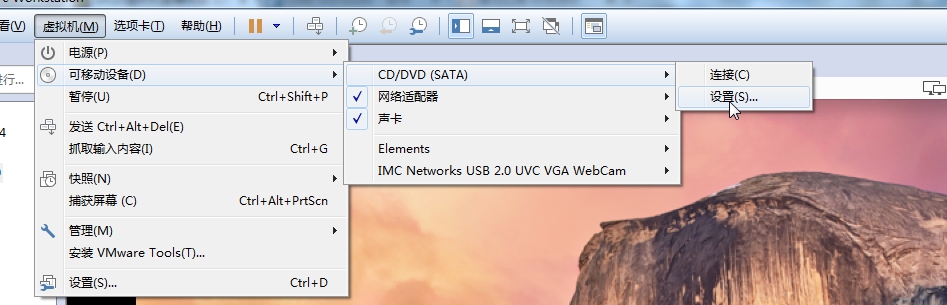 Workstation
看(V) 虚拟机(M) 选项卡(T) 帮助(H)
电源(P)
进行...
可移动设备(D)
CD/DVD (SATA)
连接(C)
暂停(U) Ctrl+Shift+P
网络适配器
设置(S)...
声卡
4
发送 Ctrl+Alt+Del(E)
抓取输入内容(I) Ctrl+G
Elements
IMC Networks USB 2.0 UVC VGA WebCam
快照(N)
捕获屏幕 (C) Ctrl+Alt+PrtScn
管理(M)
安装 VMware Tools(T)...
设置(S)... Ctrl+D